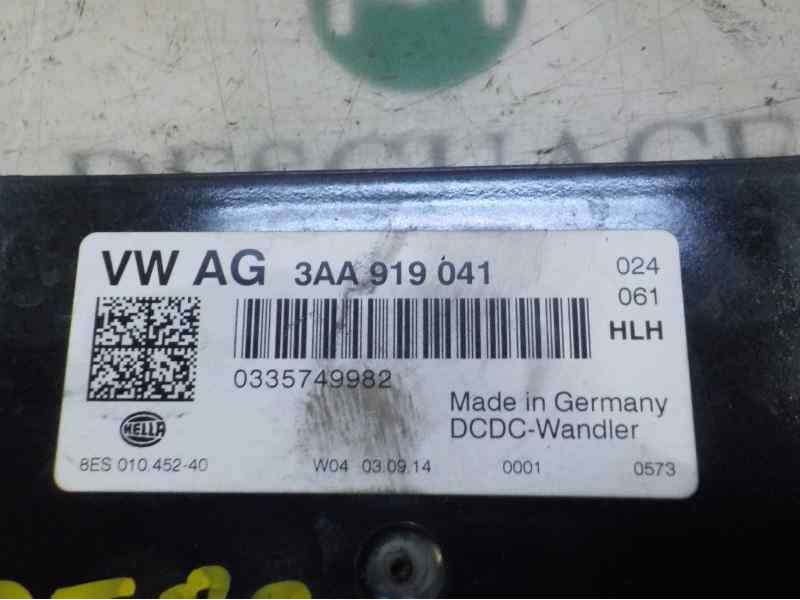 DESGUACE
VW AG 3AA 919 041
024
061
HLH
0335749982
Made in Germany
DCDC-Wandler
HELLA
8ES 010.452-40
W04 03.09.14
0001
0573